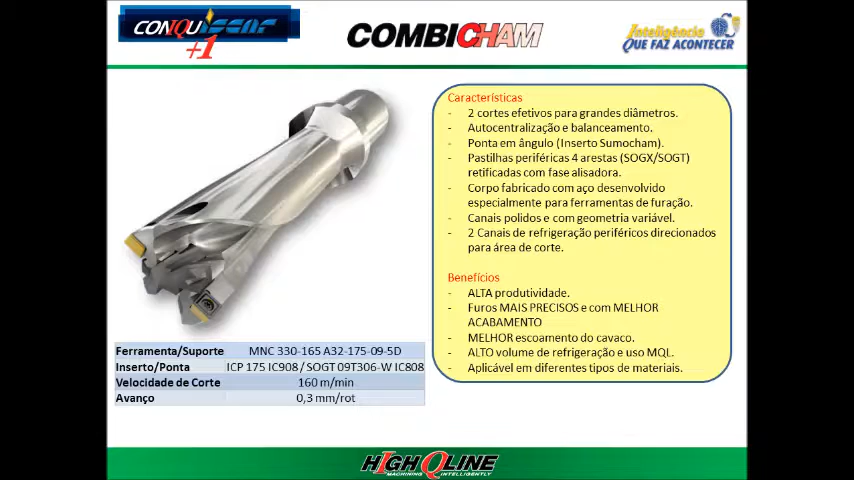 CONQUISCAR
+1
COMBICHAM
Inteligência
QUE FAZ ACONTECER
Características
- 2 cortes efetivos para grandes diâmetros.
- Autocentralização e balanceamento.
- Ponta em ângulo (Inserto Sumocham).
- Pastilhas periféricas 4 arestas (SOGX/SOGT)
retificadas com fase alisadora.
- Corpo fabricado com aço desenvolvido
especialmente para ferramentas de furação.
- Canais polidos e com geometria variável.
- 2 Canais de refrigeração periféricos direcionados
para área de corte.
Benefícios
- ALTA produtividade.
- Furos MAIS PRECISOS e com MELHOR
ACABAMENTO
- MELHOR escoamento do cavaco.
- ALTO volume de refrigeração e uso MQL.
- Aplicável em diferentes tipos de materiais.
Ferramenta/Suporte MNC 330-165 A32-175-09-5D
Inserto/Ponta ICP 175 IC908 / SOGT 09T306-W IC808
Velocidade de Corte 160 m/min
Avanço 0,3 mm/rot
HIGH Q LINE
MACHINING INTELLIGENTLY